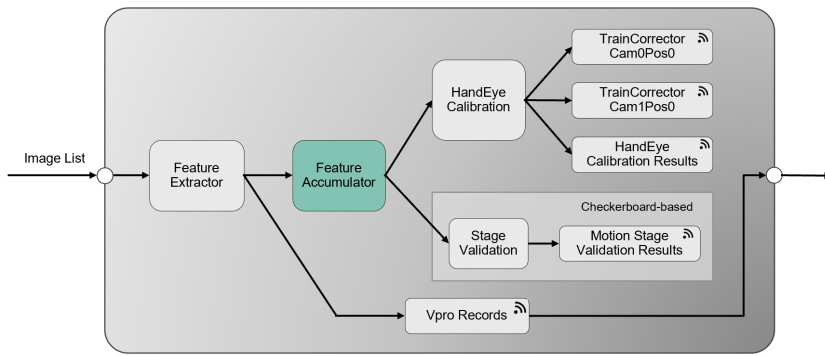 Image List
Feature
Extractor
Feature
Accumulator
HandEye
Calibration
TrainCorrector
Cam0Pos0
TrainCorrector
Cam1Pos0
HandEye
Calibration Results
Checkerboard-based
Stage
Validation
Motion Stage
Validation Results
Vpro Records